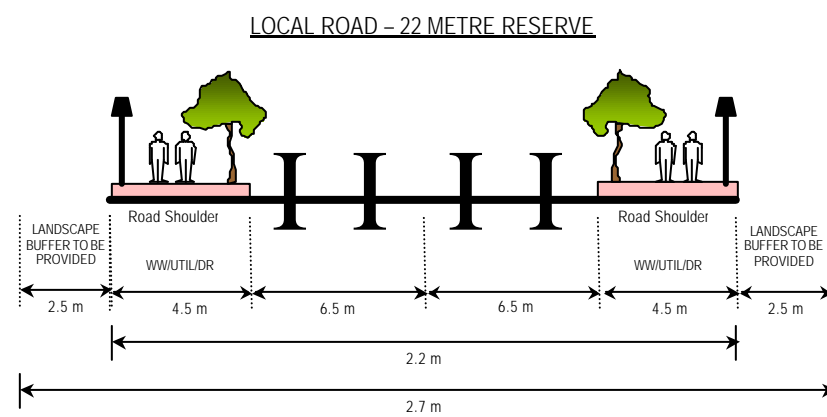 LOCAL ROAD – 22 METRE RESERVE
Road Shoulder
Road Shoulder
LANDSCAPE
BUFFER TO BE
PROVIDED
WW/UTIL/DR
WW/UTIL/DR
LANDSCAPE
BUFFER TO BE
PROVIDED
2.5 m
4.5 m
6.5 m
6.5 m
4.5 m
2.5 m
2.2 m
2.7 m